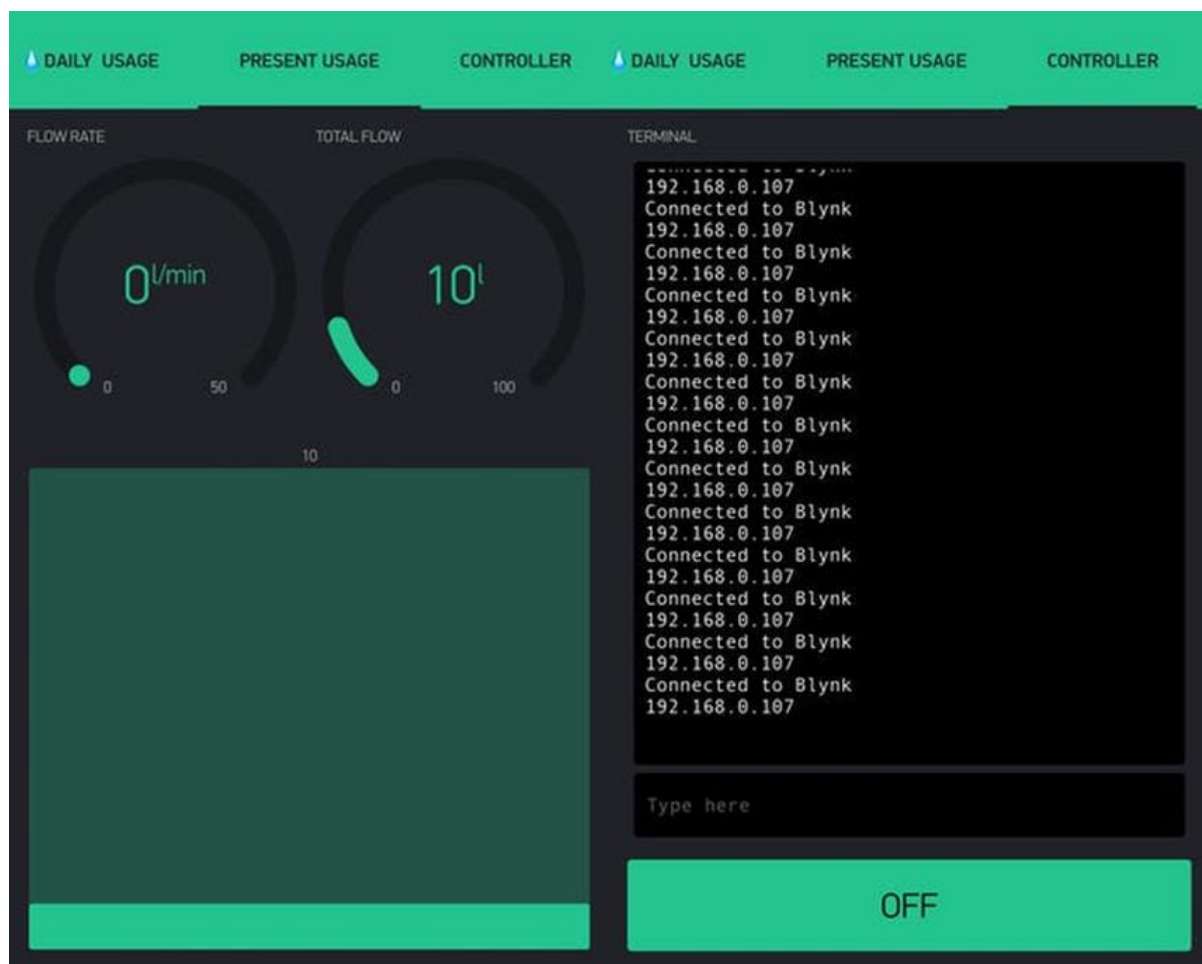 DAILY USAGE PRESENT USAGE CONTROLLER
FLOW RATE TOTAL FLOW
0 l/min 10 l
0 50 0 100
10
DAILY USAGE PRESENT USAGE CONTROLLER
TERMINAL
Connected to Blynk
192.168.0.107
Connected to Blynk
192.168.0.107
Connected to Blynk
192.168.0.107
Connected to Blynk
192.168.0.107
Connected to Blynk
192.168.0.107
Connected to Blynk
192.168.0.107
Connected to Blynk
192.168.0.107
Connected to Blynk
192.168.0.107
Connected to Blynk
192.168.0.107
Connected to Blynk
192.168.0.107
Connected to Blynk
192.168.0.107
Connected to Blynk
192.168.0.107
Connected to Blynk
192.168.0.107
Type here
OFF